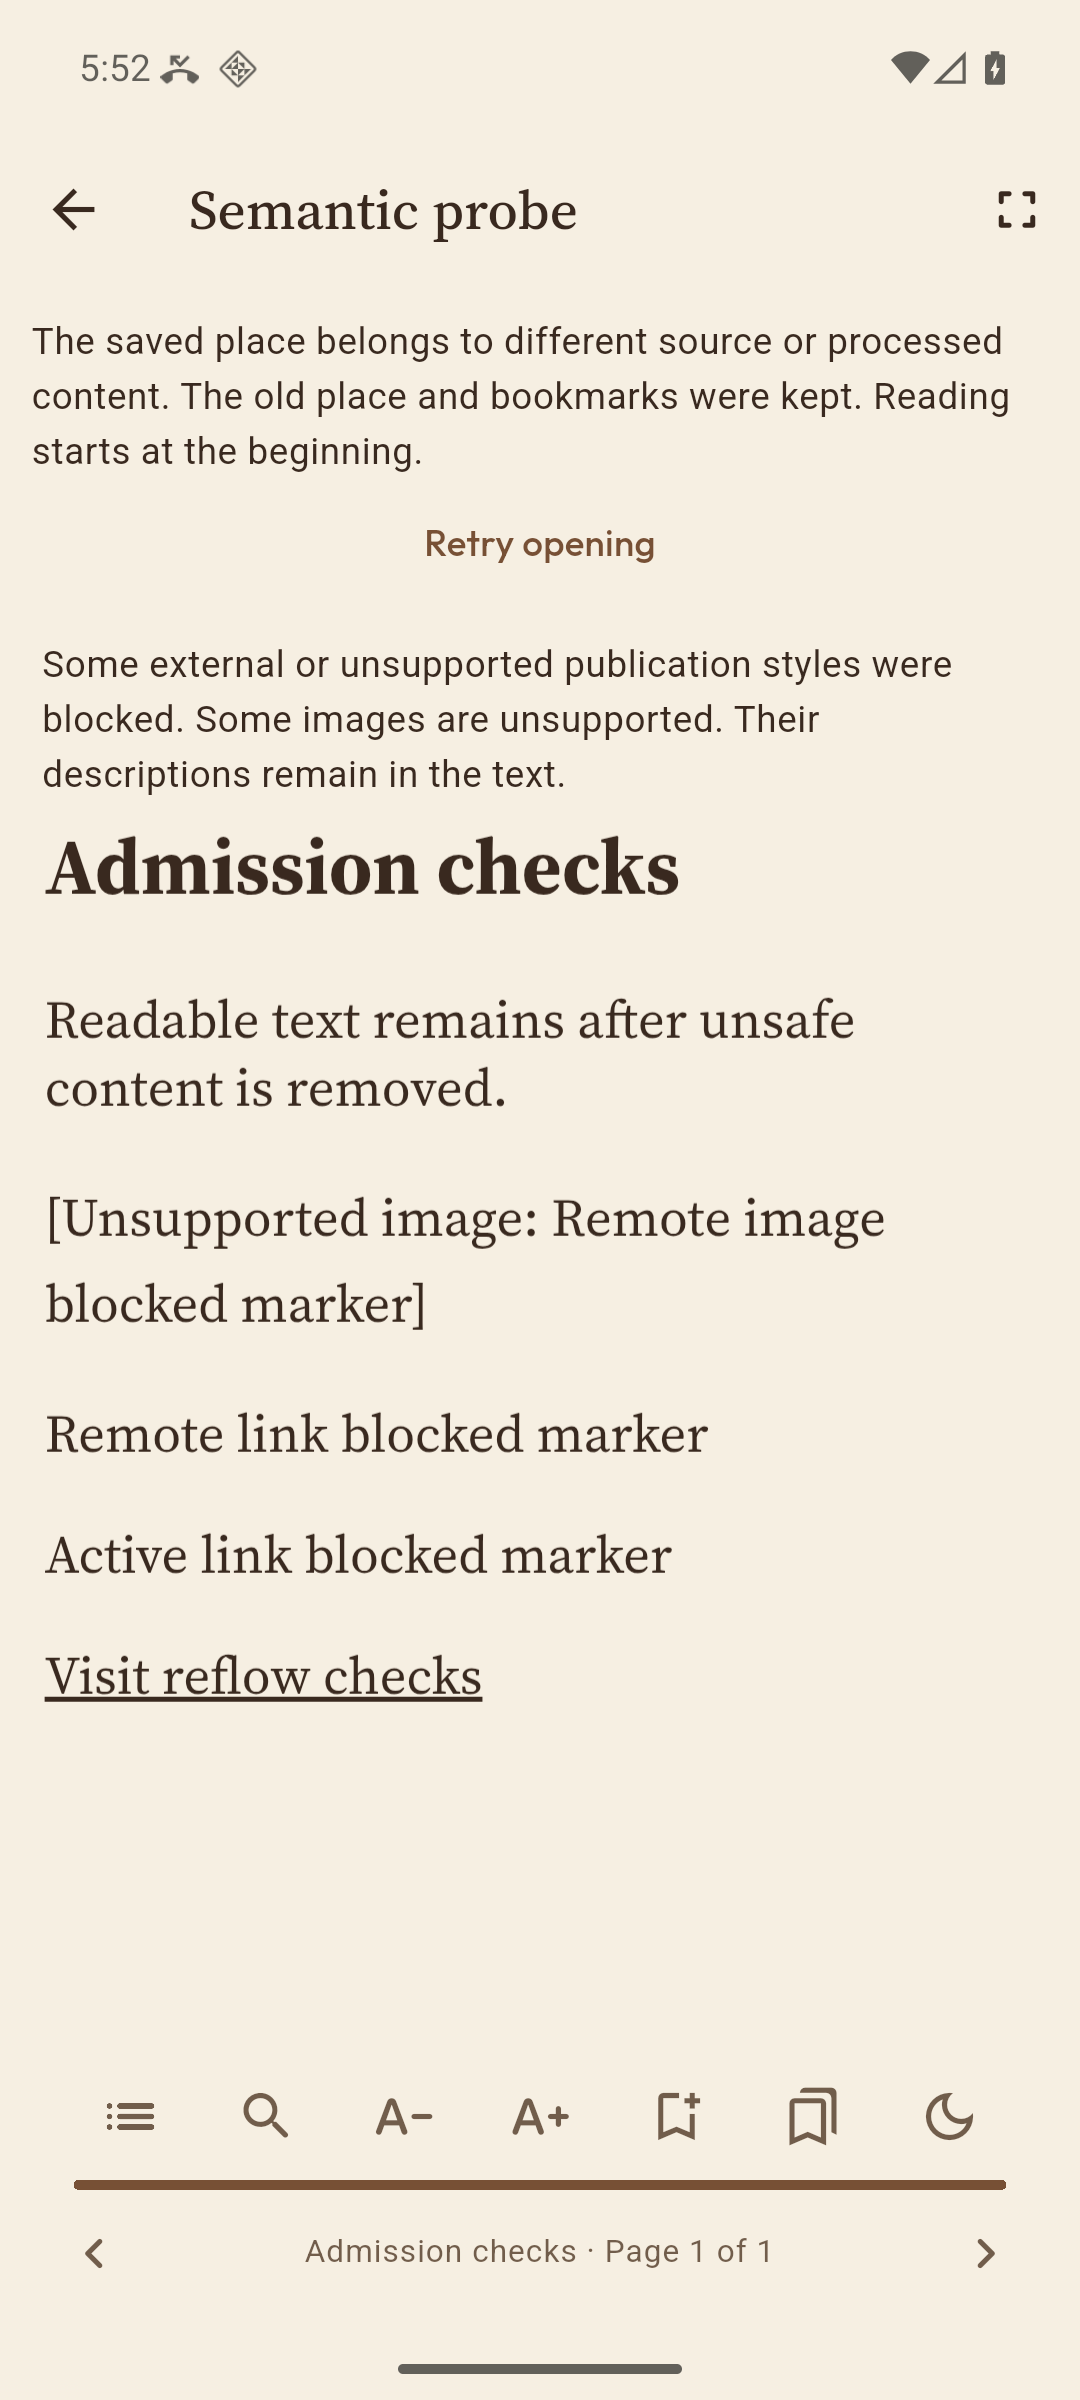 5:52
Semantic probe
The saved place belongs to different source or processed
content. The old place and bookmarks were kept. Reading
starts at the beginning.
Retry opening
Some external or unsupported publication styles were
blocked. Some images are unsupported. Their
descriptions remain in the text.
Admission checks
Readable text remains after unsafe
content is removed.
[Unsupported image: Remote image
blocked marker]
Remote link blocked marker
Active link blocked marker
Visit reflow checks
A− A+
Admission checks · Page 1 of 1